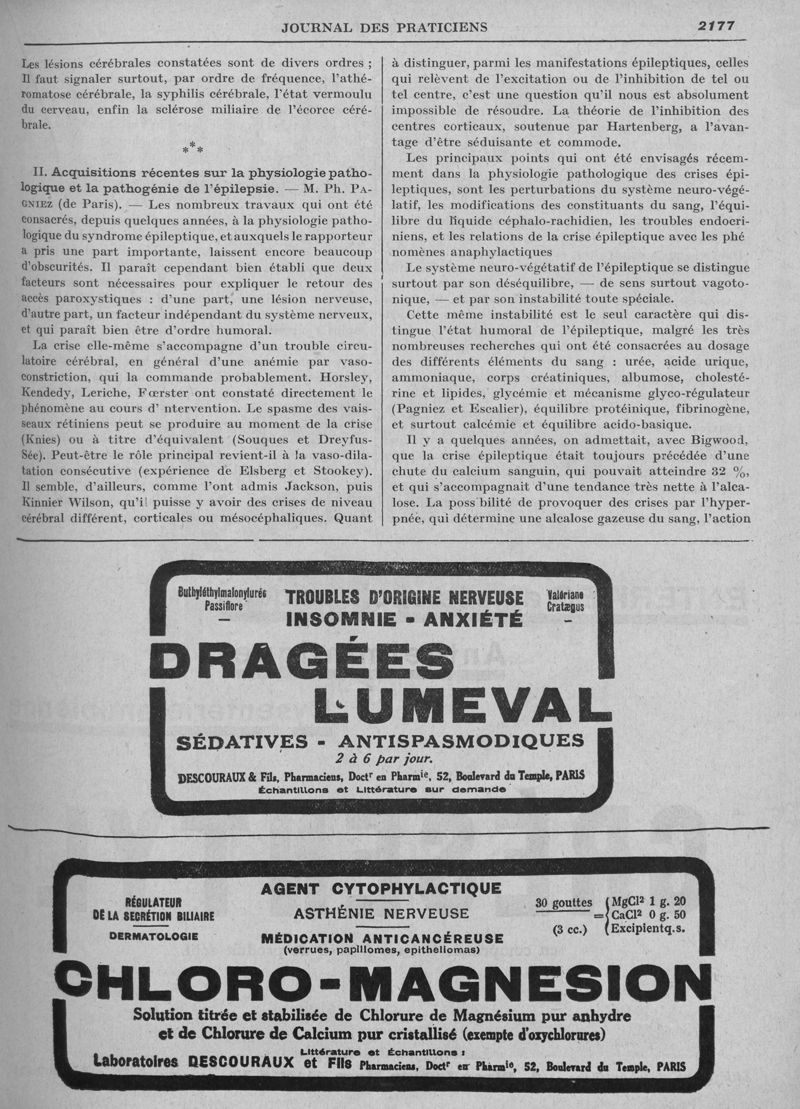 JOURNAL DES PRATICIENS 2177
Les lésions cérébrales constatées sont de divers ordres ;
Il faut signaler surtout, par ordre de fréquence, l'athé-
romatose cérébrale, la syphilis cérébrale, l'état vermoulu
du cerveau, enfin la sclérose miliaire de l'écorce céré-
brale.
***
II. Acquisitions récentes sur la physiologie patho-
logique et la pathogénie de l'épilepsie. — M. Ph. PA-
GNIEZ (de Paris). — Les nombreux travaux qui ont été
consacrés, depuis quelques années, à la physiologie patho-
logique du syndrome épileptique, et auxquels le rapporteur
a pris une part importante, laissent encore beaucoup
d'obscurités. Il paraît cependant bien établi que deux
facteurs sont nécessaires pour expliquer le retour des
accès paroxystiques : d'une part, une lésion nerveuse,
d'autre part, un facteur indépendant du système nerveux,
et qui paraît bien être d'ordre humoral.
La crise elle-même s'accompagne d'un trouble circu-
latoire cérébral, en général d'une anémie par vaso-
constriction, qui la commande probablement. Horsley,
Kendedy, Leriche, Fœrster ont constaté directement le
phénomène au cours d' ntervention. Le spasme des vais-
seaux rétiniens peut se produire au moment de la crise
(Knies) ou à titre d'équivalent (Souques et Dreyfus-
Sée). Peut-être le rôle principal revient-il à la vaso-dila-
tation consécutive (expérience de Elsberg et Stookey).
Il semble, d'ailleurs, comme l'ont admis Jackson, puis
Kinnier Wilson, qu'il puisse y avoir des crises de niveau
cérébral différent, corticales ou mésocéphaliques. Quant
à distinguer, parmi les manifestations épileptiques, celles
qui relèvent de l'excitation ou de l'inhibition de tel ou
tel centre, c'est une question qu'il nous est absolument
impossible de résoudre. La théorie de l'inhibition des
centres corticaux, soutenue par Hartenberg, a l'avan-
tage d'être séduisante et commode.
Les principaux points qui ont été envisagés récem-
ment dans la physiologie pathologique des crises épi-
leptiques, sont les perturbations du système neuro-végé-
latif, les modifications des constituants du sang, l'équi-
libre du liquide céphalo-rachidien, les troubles endocri-
niens, et les relations de la crise épileptique avec les phé
nomènes anaphylactiques
Le système neuro-végétatif de l'épileptique se distingue
surtout par son déséquilibre, — de sens surtout vagoto-
nique, — et par son instabilité toute spéciale.
Cette même instabilité est le seul caractère qui dis-
tingue l'état humoral de l'épileptique, malgré les très
nombreuses recherches qui ont été consacrées au dosage
des différents éléments du sang : urée, acide urique,
ammoniaque, corps créatiniques, albumose, cholesté-
rine et lipides, glycémie et mécanisme glyco-régulateur
(Pagniez et Escalier), équilibre protéinique, fibrinogène,
et surtout calcémie et équilibre acido-basique.
Il y a quelques années, on admettait, avec Bigwood,
que la crise épileptique était toujours précédée d'une
chute du calcium sanguin, qui pouvait atteindre 32 %,
et qui s'accompagnait d'une tendance très nette à l'alca-
lose. La poss bilité de provoquer des crises par l'hyper-
pnée, qui détermine une alcalose gazeuse du sang, l'action
Buthyléthylmalonylurés
Passiflore
—
TROUBLES D'ORIGINE NERVEUSE
INSOMNIE - ANXIÉTÉ
Valériane
Cratægus
—
DRAGÉES
LUMEVAL
SÉDATIVES - ANTISPASMODIQUES
2 à 6 par jour.
DESCOURAUX & Fils, Pharmaciens, Doctr en Pharmie, 52, Boulevard du Temple, PARIS
Échantillons et Littérature sur demande
RÉGULATEUR
DE LA SECRÉTION BILIAIRE
DERMATOLOGIE
AGENT CYTOPHYLACTIQUE
ASTHÉNIE NERVEUSE
MÉDICATION ANTICANCÉREUSE
(verrues, papillomes, epitheliomas)
30 gouttes
(3 cc.)
=
MgCl² 1 g. 20
CaCl² 0 g. 50
Excipientq.s.
CHLORO-MAGNESION
Solution titrée et stabilisée de Chlorure de Magnésium pur anhydre
et de Chlorure de Calcium pur cristallisé (exempte d'oxychlorures)
Littérature et Échantillons :
Laboratoires DESCOURAUX et Fils Pharmaciens, Doctr en Pharmie, 52, Boulevard du Temple, PARIS